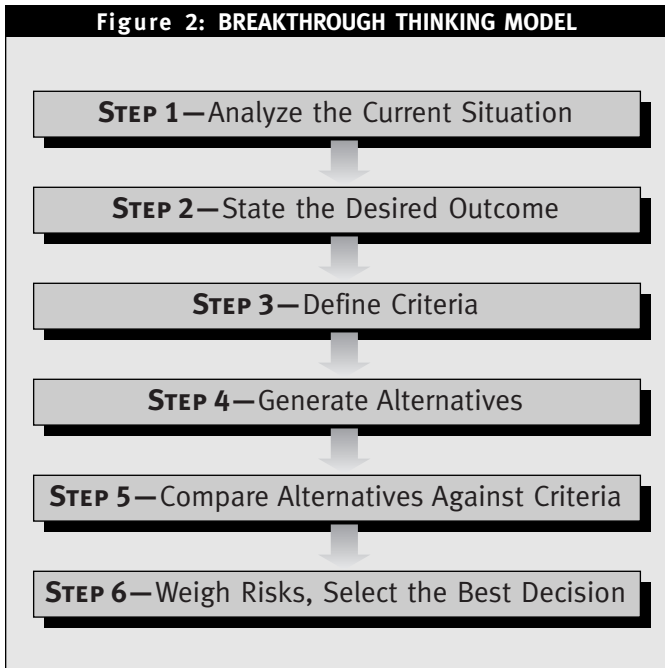 Figure 2: BREAKTHROUGH THINKING MODEL
STEP 1—Analyze the Current Situation
STEP 2—State the Desired Outcome
STEP 3—Define Criteria
STEP 4—Generate Alternatives
STEP 5—Compare Alternatives Against Criteria
STEP 6—Weigh Risks, Select the Best Decision